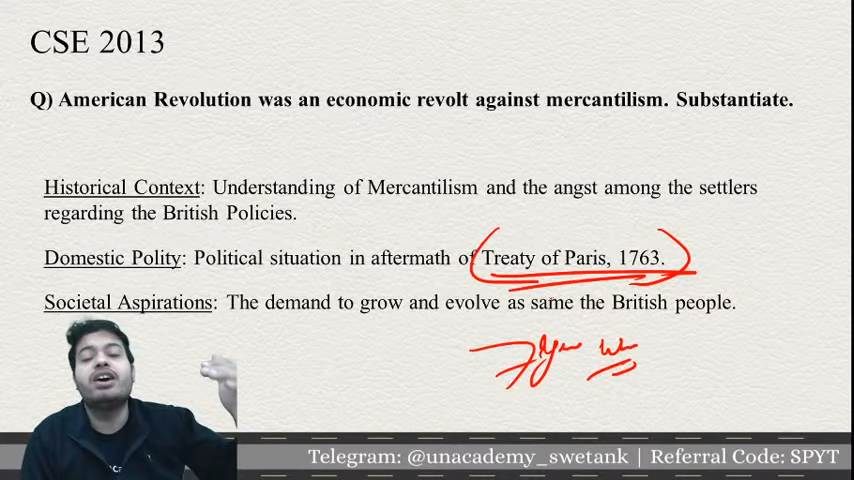 CSE 2013
Q) American Revolution was an economic revolt against mercantilism. Substantiate.
Historical Context: Understanding of Mercantilism and the angst among the settlers
regarding the British Policies.
Domestic Polity: Political situation in aftermath of Treaty of Paris, 1763.
Societal Aspirations: The demand to grow and evolve as same the British people.
Telegram: @unacademy_swetank | Referral Code: SPYT